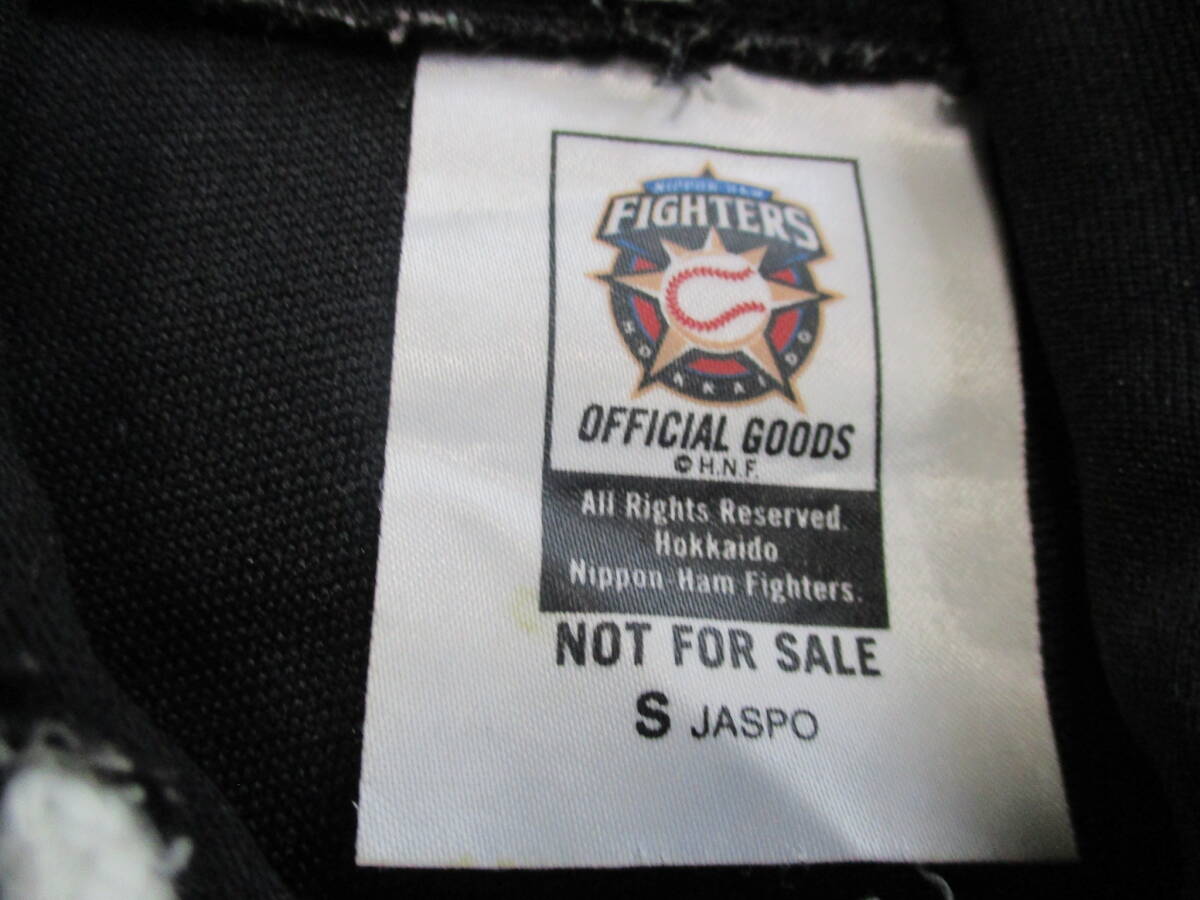 NIPPON HAM
FIGHTERS
HOKKAIDO
OFFICIAL GOODS
© H.N.F.
All Rights Reserved.
Hokkaido
Nippon-Ham Fighters.
NOT FOR SALE
S JASPO